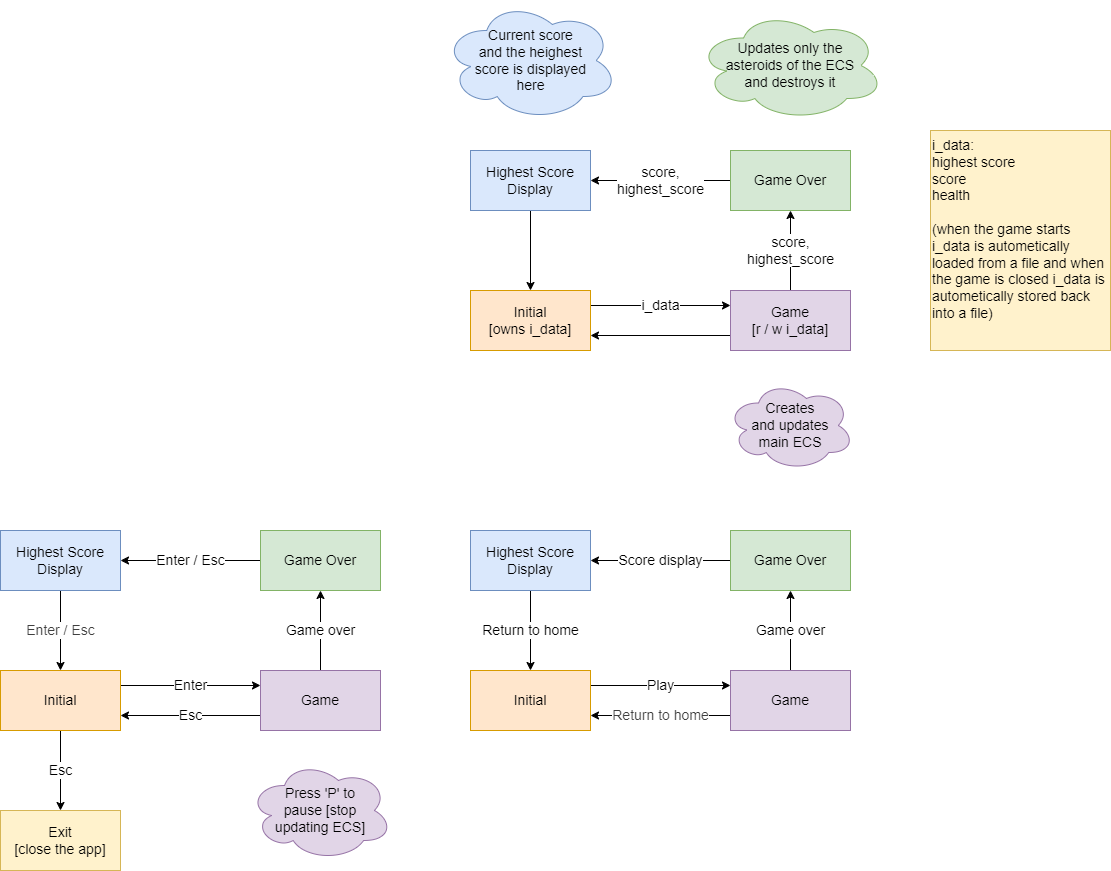 Current score
and the heighest
score is displayed
here
Updates only the
asteroids of the ECS
and destroys it
i_data:
highest score
score
health
(when the game starts
i_data is autometically
loaded from a file and when
the game is closed i_data is
autometically stored back
into a file)
Highest Score
Display
score,
highest_score
Game Over
score,
highest_score
Initial
[owns i_data]
i_data
Game
[r / w i_data]
Creates
and updates
main ECS
Highest Score
Display
Enter / Esc
Game Over
Enter / Esc
Game over
Initial
Enter
Esc
Game
Esc
Exit
[close the app]
Press 'P' to
pause [stop
updating ECS]
Highest Score
Display
Score display
Game Over
Return to home
Game over
Initial
Play
Return to home
Game